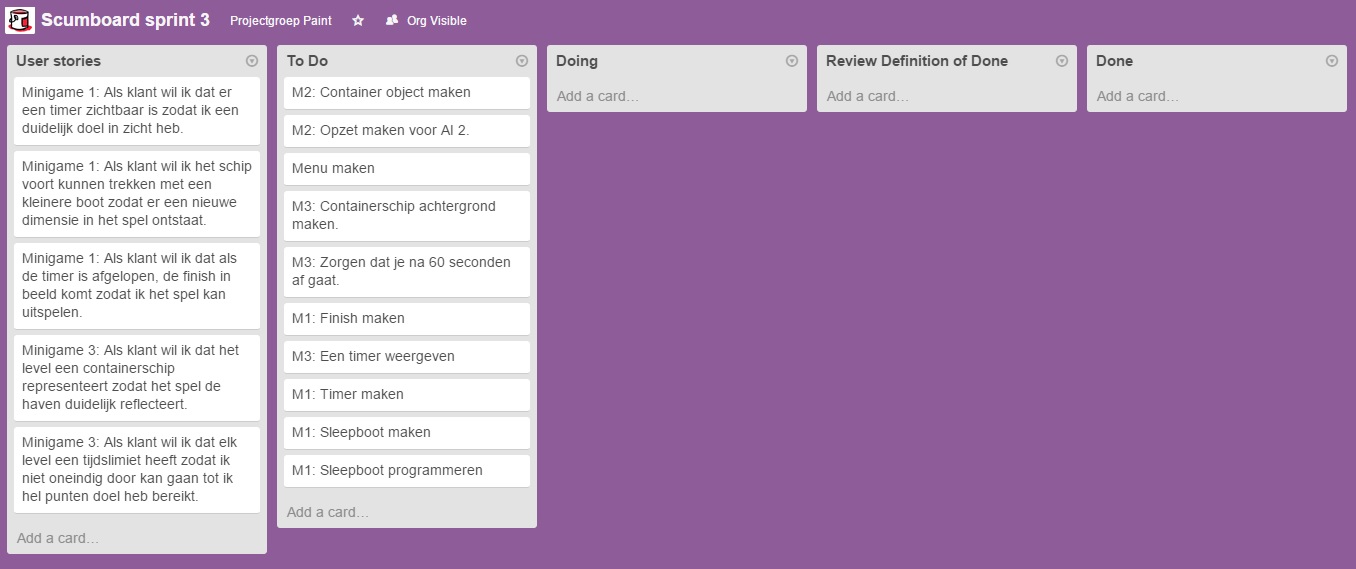 Scumboard sprint 3 Projectgroep Paint Org Visible
User stories
Minigame 1: Als klant wil ik dat er
een timer zichtbaar is zodat ik een
duidelijk doel in zicht heb.
Minigame 1: Als klant wil ik het schip
voort kunnen trekken met een
kleinere boot zodat er een nieuwe
dimensie in het spel ontstaat.
Minigame 1: Als klant wil ik dat als
de timer is afgelopen, de finish in
beeld komt zodat ik het spel kan
uitspelen.
Minigame 3: Als klant wil ik dat het
level een containerschip
representeert zodat het spel de
haven duidelijk reflecteert.
Minigame 3: Als klant wil ik dat elk
level een tijdslimiet heeft zodat ik
niet oneindig door kan gaan tot ik
hel punten doel heb bereikt.
Add a card…
To Do
M2: Container object maken
M2: Opzet maken voor AI 2.
Menu maken
M3: Containerschip achtergrond
maken.
M3: Zorgen dat je na 60 seconden
af gaat.
M1: Finish maken
M3: Een timer weergeven
M1: Timer maken
M1: Sleepboot maken
M1: Sleepboot programmeren
Add a card…
Doing
Add a card…
Review Definition of Done
Add a card…
Done
Add a card…